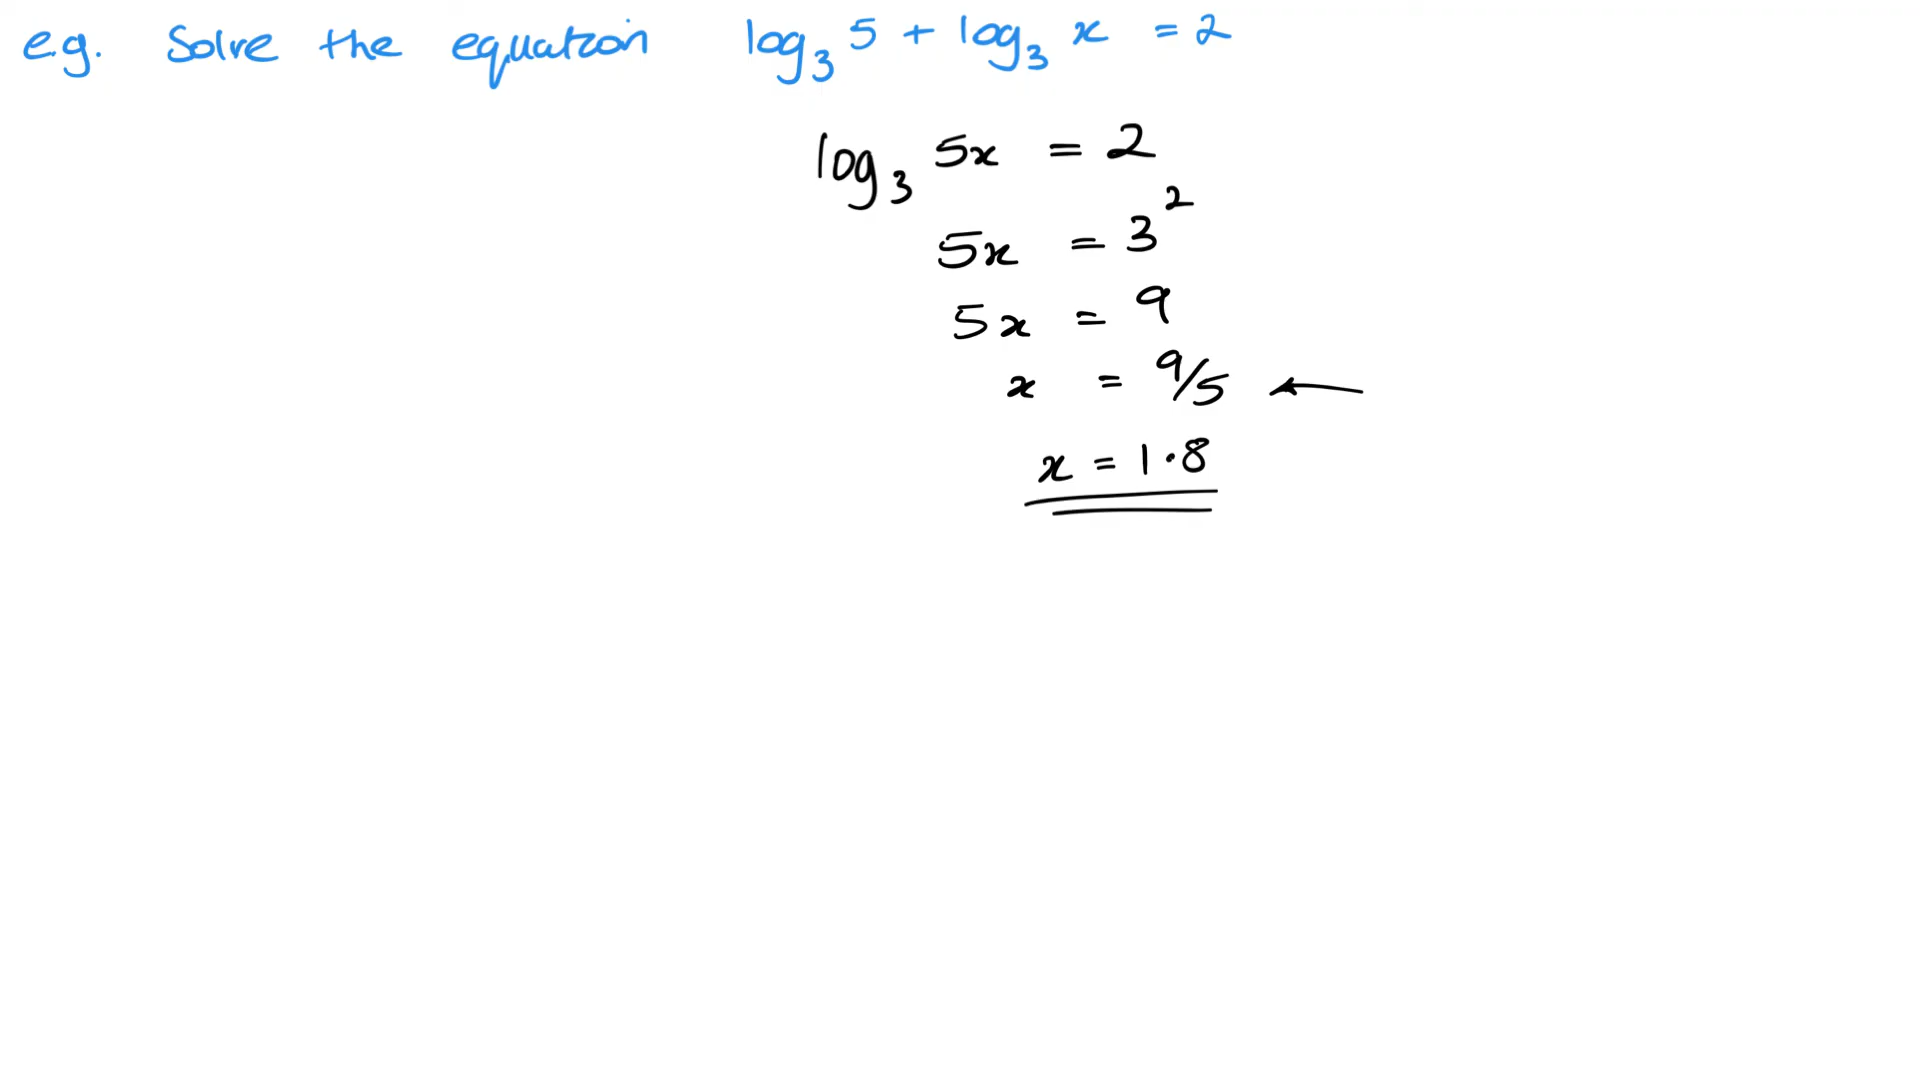 e.g. Solve the equation log₃ 5 + log₃ x = 2
log₃ 5x = 2
5x = 3²
5x = 9
x = 9/5 ←
x = 1·8